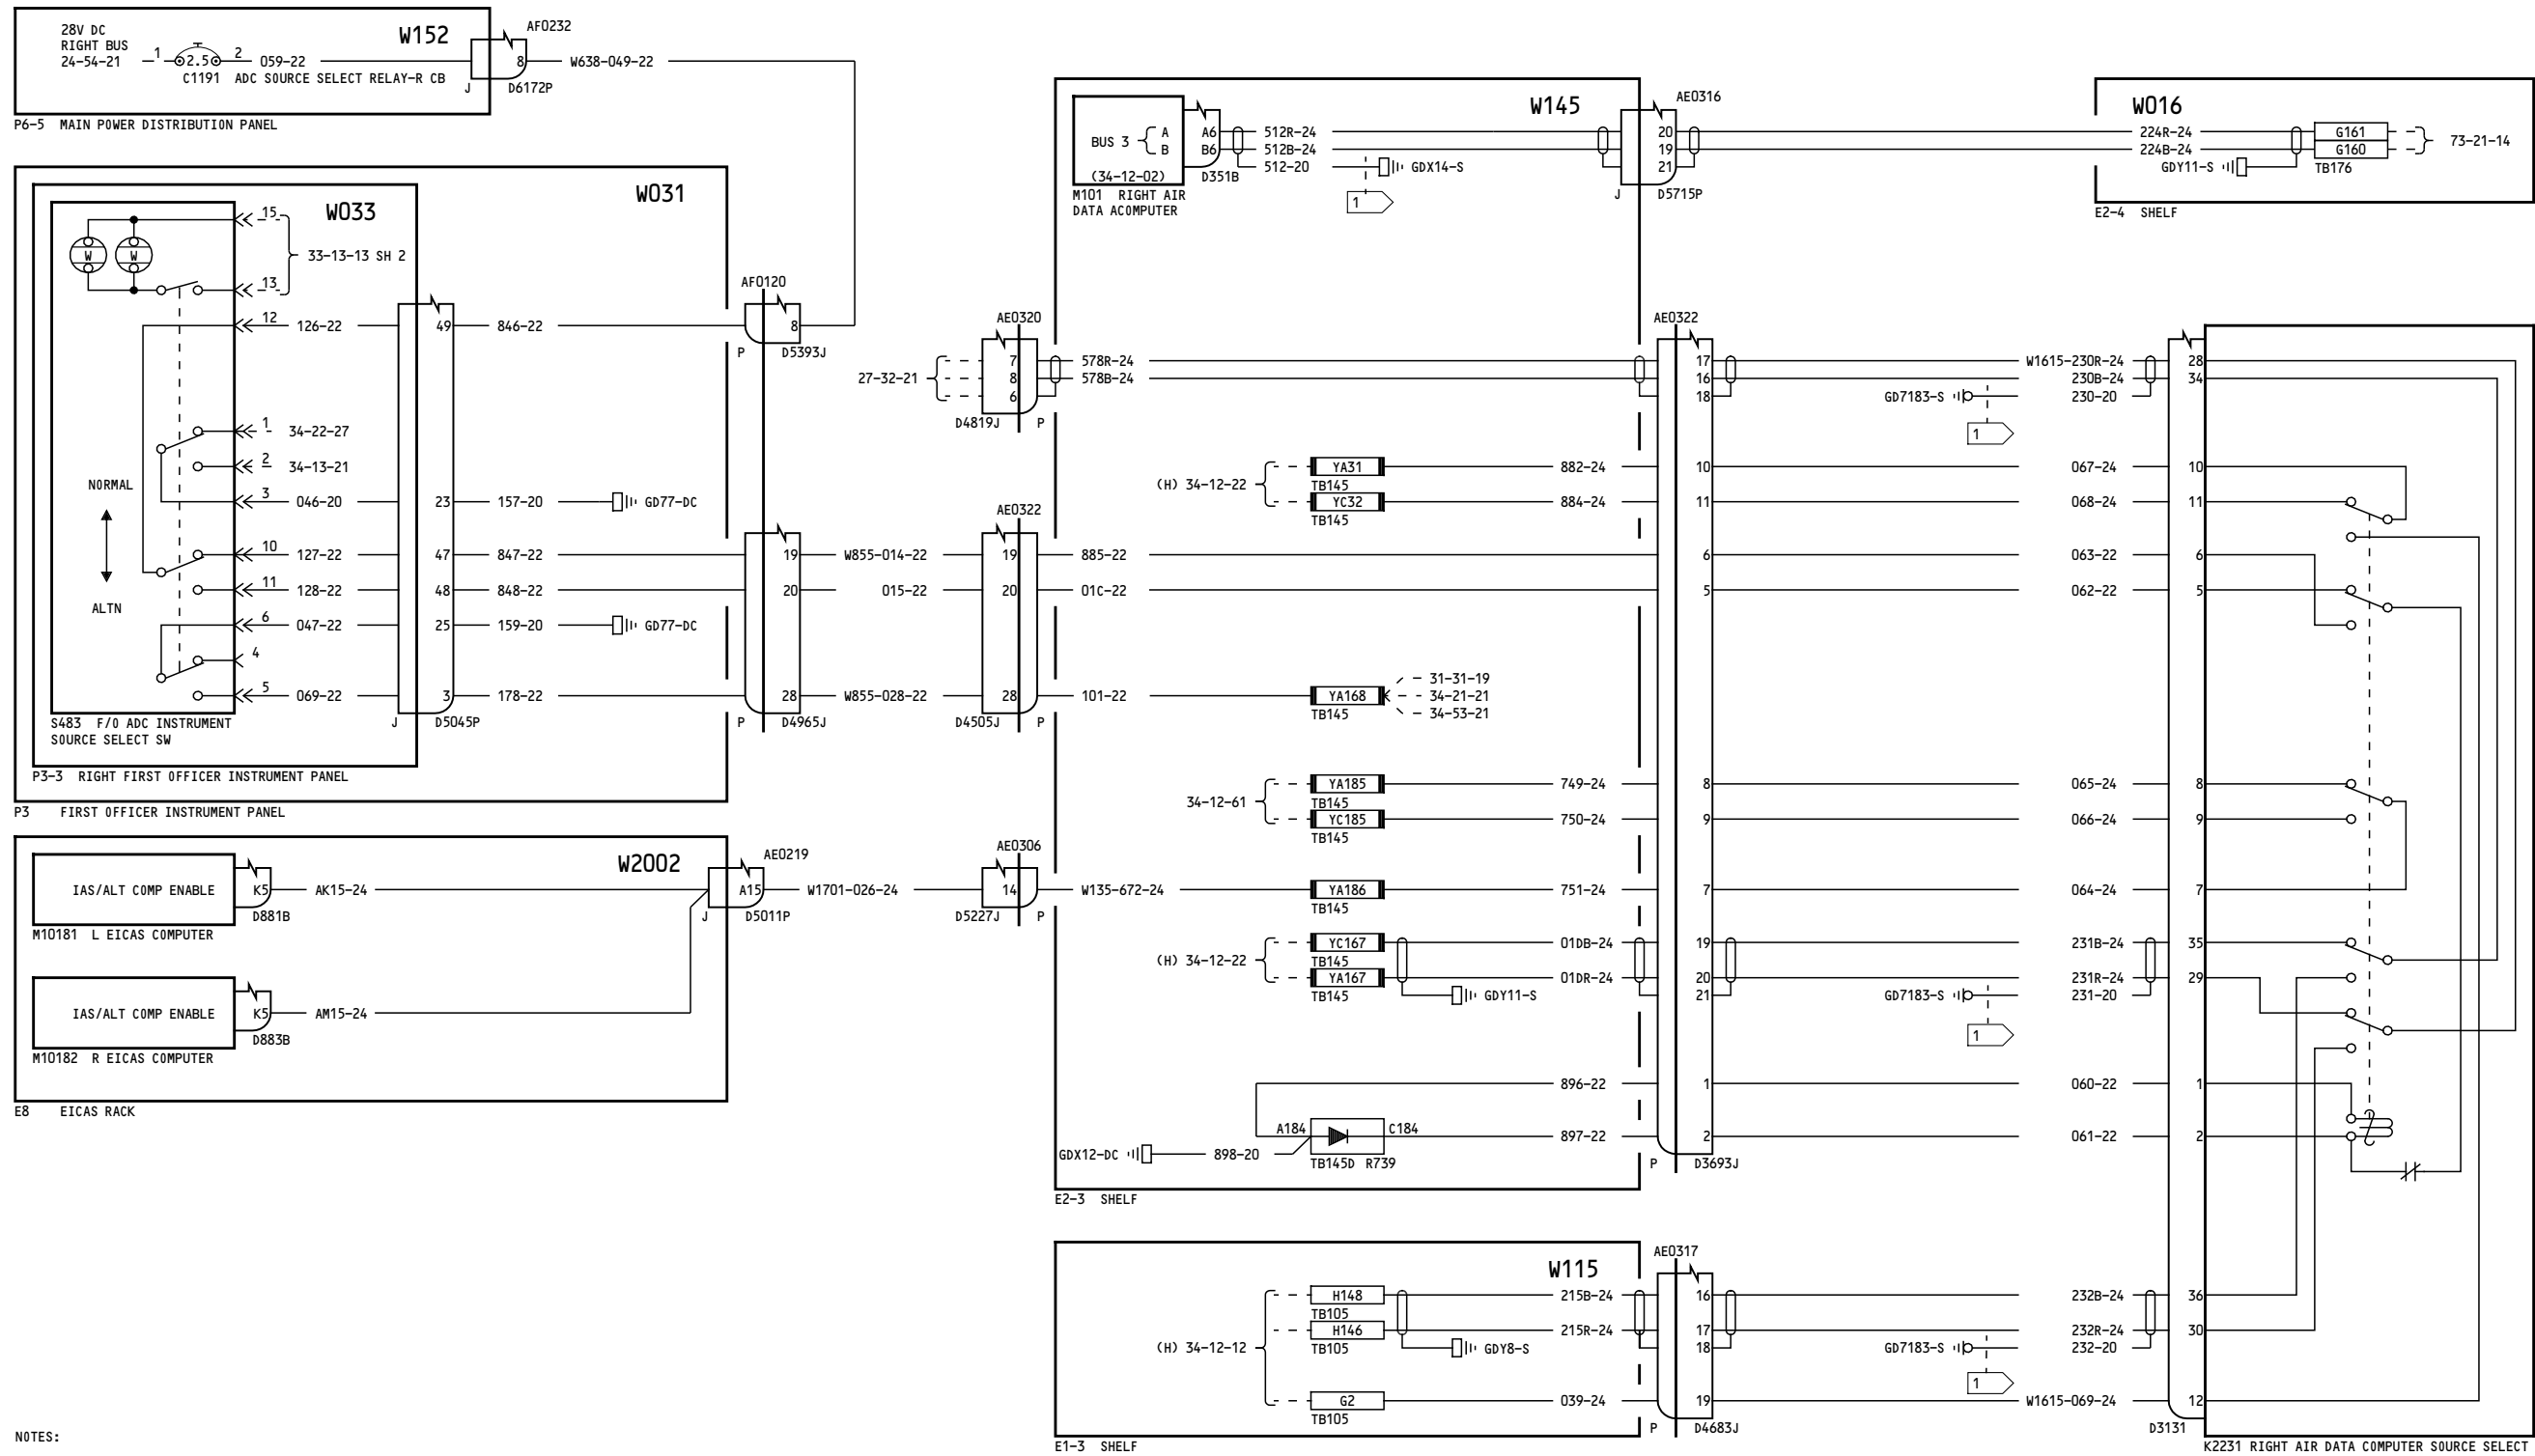 28V DC
RIGHT BUS
24-54-21
1
2.5
2
059-22
C1191 ADC SOURCE SELECT RELAY-R CB
W152
AF0232
8
W638-049-22
J
D6172P
P6-5 MAIN POWER DISTRIBUTION PANEL
W031
W033
W
W
15
33-13-13 SH 2
13
12
126-22
49
846-22
AF0120
8
P
D5393J
1
34-22-27
2
34-13-21
NORMAL
3
046-20
23
157-20
GD77-DC
10
127-22
47
847-22
19
W855-014-22
11
128-22
48
848-22
20
015-22
ALTN
6
047-22
25
159-20
GD77-DC
4
5
069-22
3
178-22
28
W855-028-22
S483 F/O ADC INSTRUMENT
SOURCE SELECT SW
J
D5045P
P
D4965J
P3-3 RIGHT FIRST OFFICER INSTRUMENT PANEL
P3 FIRST OFFICER INSTRUMENT PANEL
W2002
IAS/ALT COMP ENABLE
K5
AK15-24
D881B
M10181 L EICAS COMPUTER
AE0219
A15
W1701-026-24
J
D5011P
IAS/ALT COMP ENABLE
K5
AM15-24
D883B
M10182 R EICAS COMPUTER
E8 EICAS RACK
NOTES:
W145
BUS 3
A
B
A6
B6
(34-12-02)
D351B
M101 RIGHT AIR
DATA ACOMPUTER
512R-24
512B-24
512-20
GDX14-S
1
AE0316
20
19
21
J
D5715P
W016
224R-24
224B-24
GDY11-S
G161
G160
TB176
73-21-14
E2-4 SHELF
AE0320
27-32-21
7
8
6
D4819J
P
578R-24
578B-24
AE0322
17
16
18
W1615-230R-24
230B-24
GD7183-S
230-20
1
28
34
(H) 34-12-22
YA31
TB145
YC32
TB145
882-24
884-24
10
11
067-24
068-24
10
11
AE0322
19
885-22
6
063-22
6
20
01C-22
5
062-22
5
28
101-22
YA168
TB145
31-31-19
34-21-21
34-53-21
D4505J
P
34-12-61
YA185
TB145
YC185
TB145
749-24
750-24
8
9
065-24
066-24
8
9
AE0306
14
D5227J
P
W135-672-24
YA186
TB145
751-24
7
064-24
7
(H) 34-12-22
YC167
TB145
YA167
TB145
GDY11-S
01DB-24
01DR-24
19
20
21
231B-24
231R-24
GD7183-S
231-20
1
35
29
896-22
1
060-22
1
A184
C184
897-22
2
061-22
2
GDX12-DC
898-20
TB145D R739
P
D3693J
E2-3 SHELF
W115
AE0317
(H) 34-12-12
H148
TB105
H146
TB105
GDY8-S
215B-24
215R-24
16
17
18
232B-24
232R-24
GD7183-S
232-20
1
36
30
G2
TB105
039-24
19
W1615-069-24
12
P
D4683J
D3131
E1-3 SHELF
K2231 RIGHT AIR DATA COMPUTER SOURCE SELECT